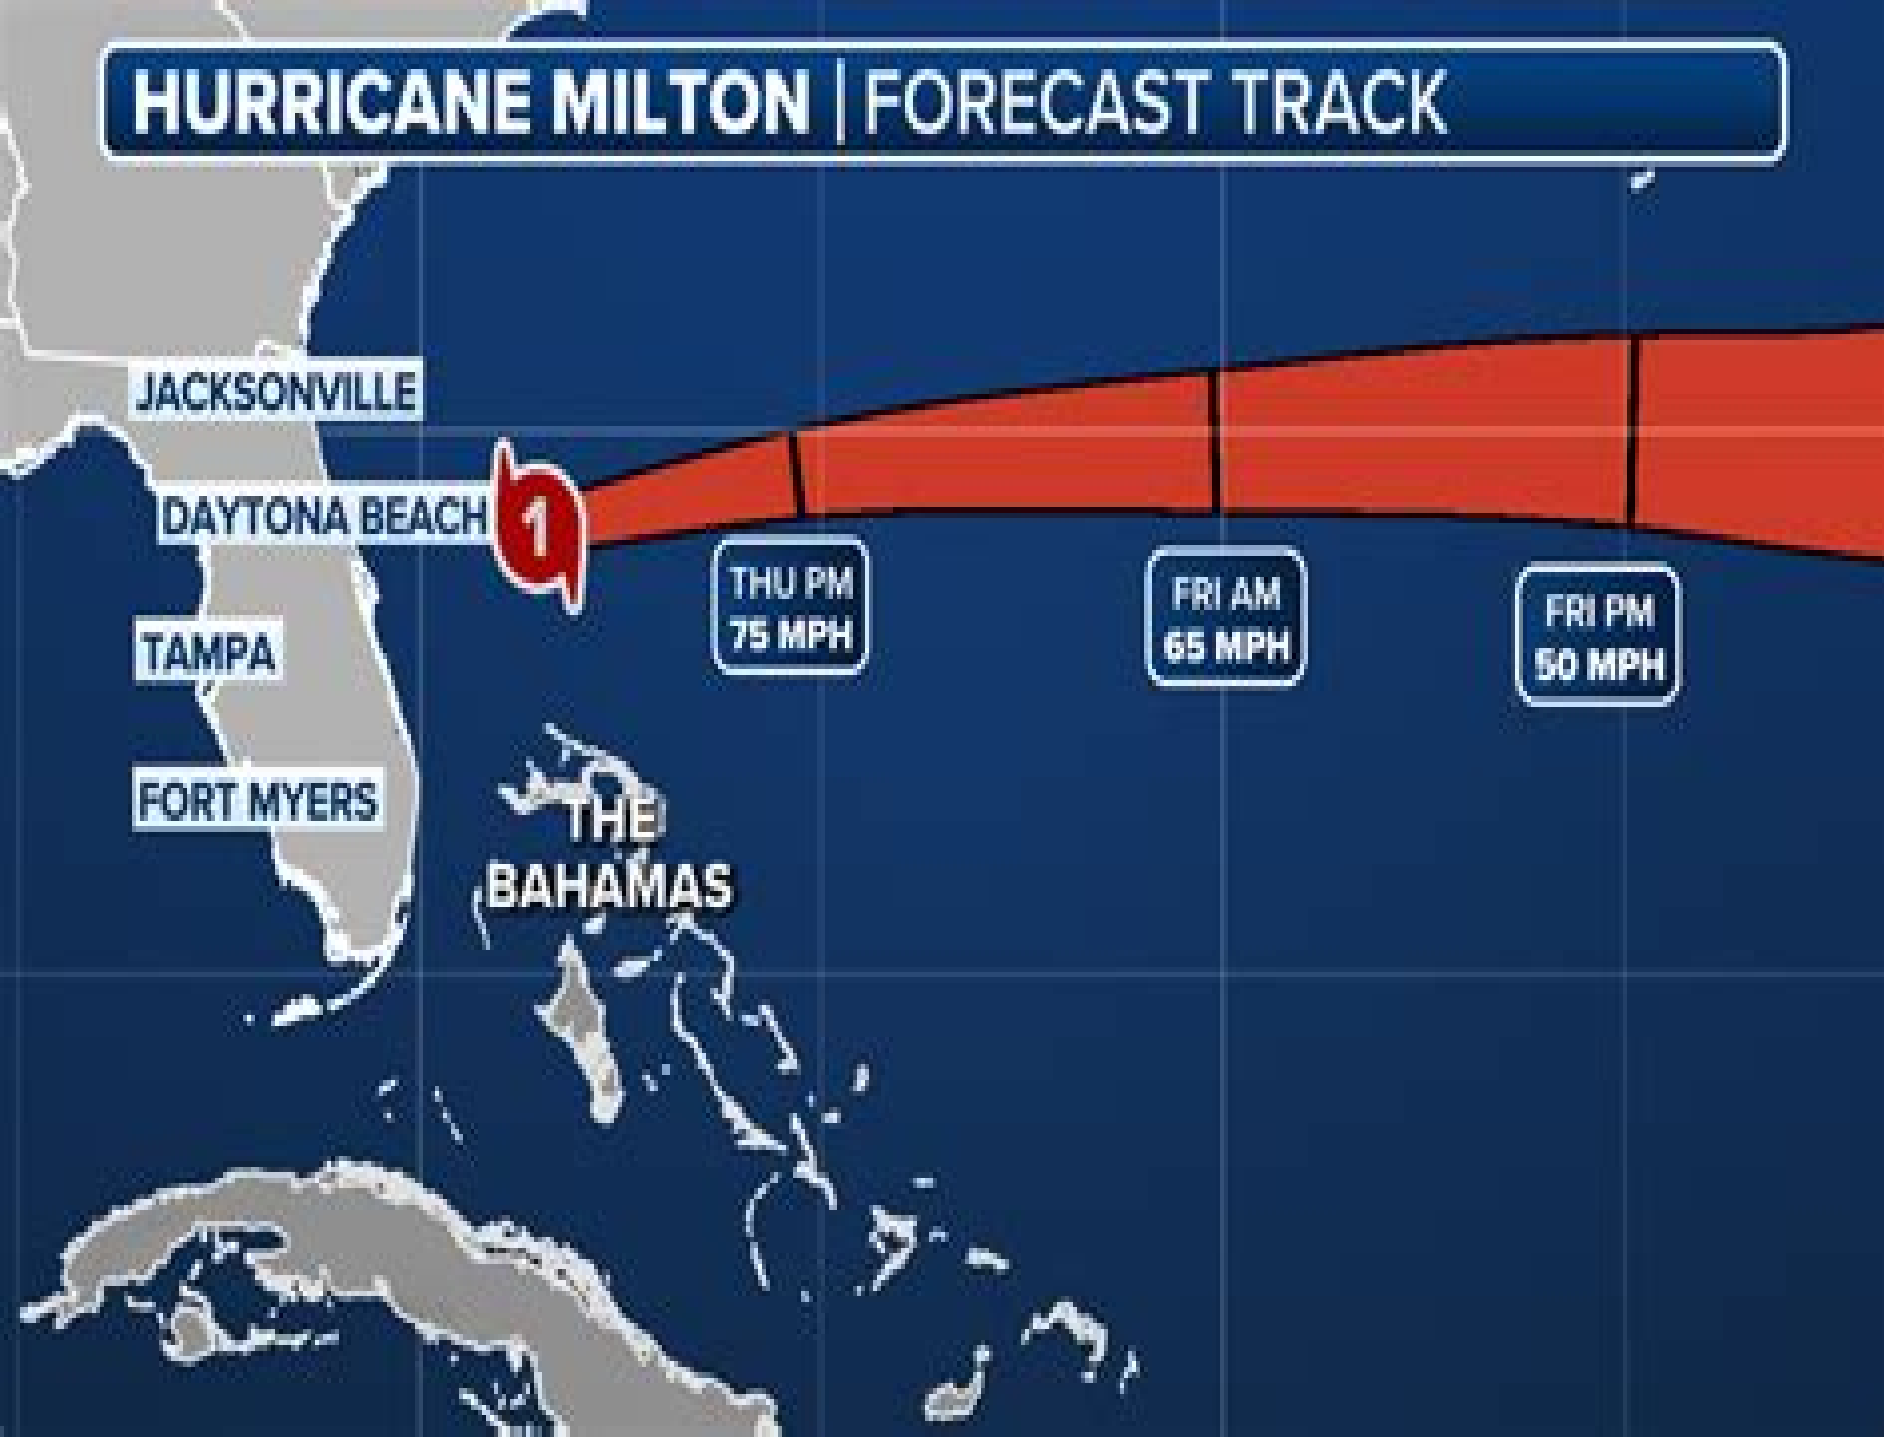 HURRICANE MILTON | FORECAST TRACK
JACKSONVILLE
DAYTONA BEACH
1
THU PM
75 MPH
FRI AM
65 MPH
FRI PM
50 MPH
TAMPA
FORT MYERS
THE
BAHAMAS